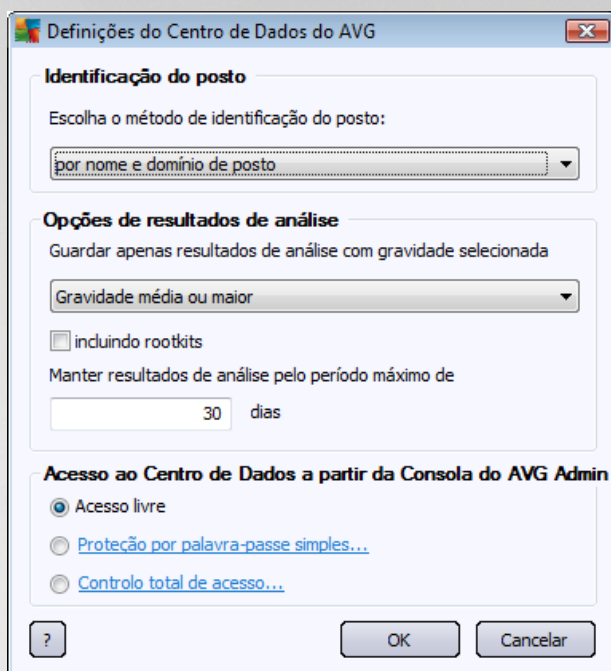 Definições do Centro de Dados do AVG
Identificação do posto
Escolha o método de identificação do posto:
por nome e domínio de posto
Opções de resultados de análise
Guardar apenas resultados de análise com gravidade selecionada
Gravidade média ou maior
incluindo rootkits
Manter resultados de análise pelo período máximo de
30 dias
Acesso ao Centro de Dados a partir da Consola do AVG Admin
Acesso livre
Proteção por palavra-passe simples...
Controlo total de acesso...
? OK Cancelar